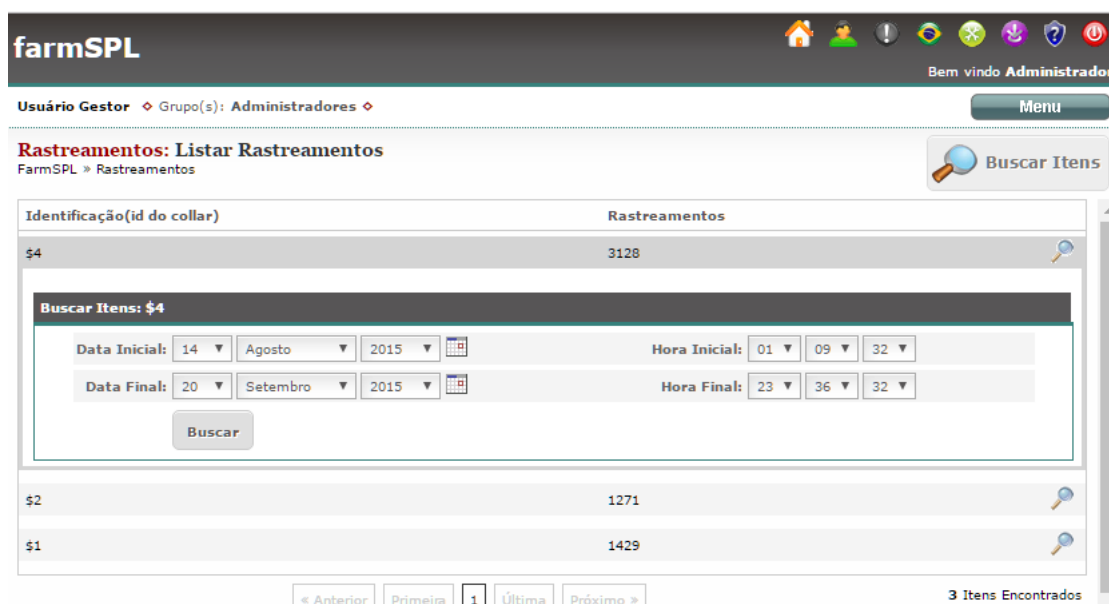 farmSPL
Bem vindo Administrador
Usuário Gestor Grupo(s): Administradores
Menu
Rastreamentos: Listar Rastreamentos
FarmSPL » Rastreamentos
Buscar Itens
Identificação(id do collar) Rastreamentos
$4 3128
Buscar Itens: $4
Data Inicial: 14 Agosto 2015 Hora Inicial: 01 09 32
Data Final: 20 Setembro 2015 Hora Final: 23 36 32
Buscar
$2 1271
$1 1429
« Anterior Primeira 1 Última Próximo » 3 Itens Encontrados